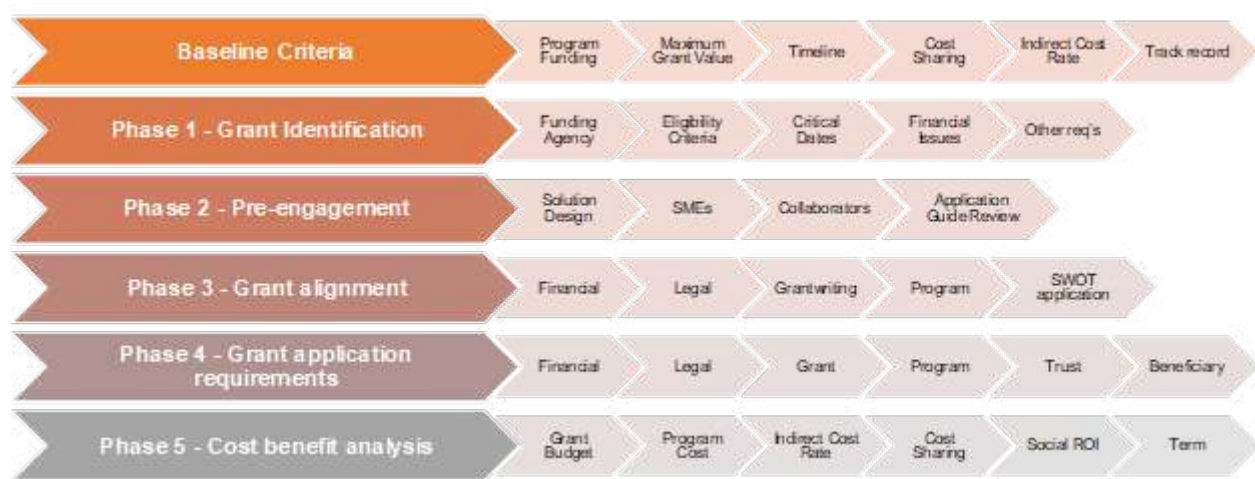 Baseline Criteria
Program
Funding
Maximum
Grant Value
Timeline
Cost
Sharing
Indirect Cost
Rate
Track record
Phase 1 - Grant Identification
Funding
Agency
Eligibility
Criteria
Critical
Dates
Financial
Issues
Other req's
Phase 2 - Pre-engagement
Solution
Design
SMEs
Collaborators
Application
Guide Review
Phase 3 - Grant alignment
Financial
Legal
Grantwriting
Program
SWOT
application
Phase 4 - Grant application
requirements
Financial
Legal
Grant
Program
Trust
Beneficiary
Phase 5 - Cost benefit analysis
Grant
Budget
Program
Cost
Indirect Cost
Rate
Cost
Sharing
Social ROI
Term